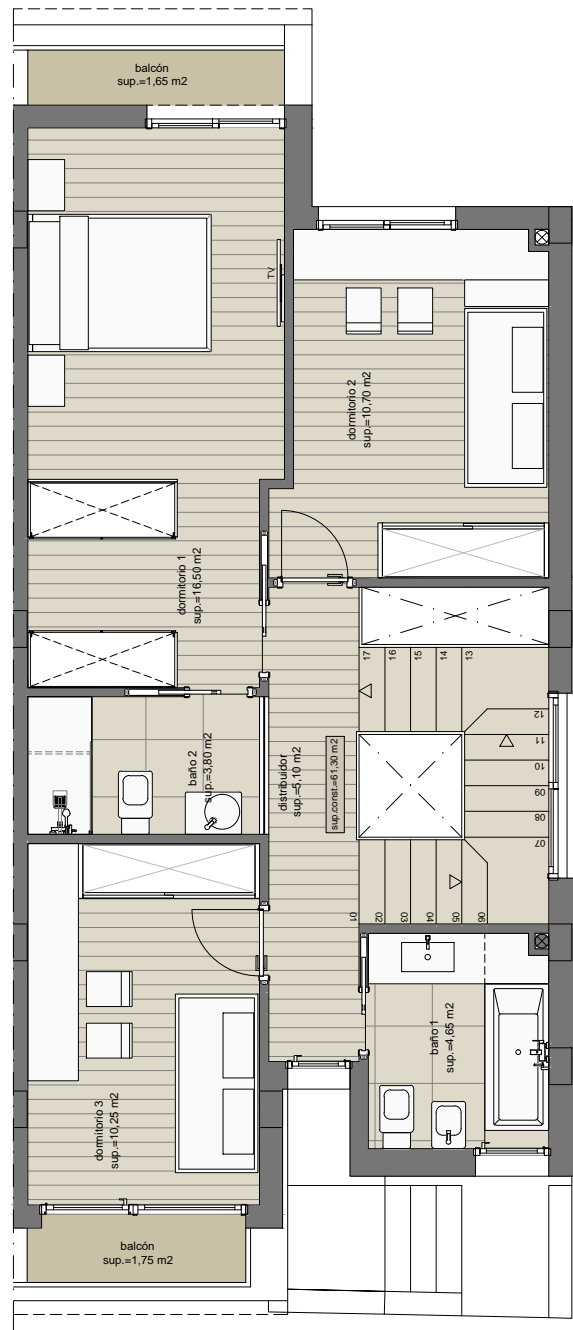 balcón
sup.=1,65 m2
TV
dormitorio 2
sup.=10,70 m2
dormitorio 1
sup.=16,50 m2
17
16
15
14
13
12
11
10
09
08
07
baño 2
sup.=3,80 m2
distribuidor
sup.=5,10 m2
sup.const.=61,30 m2
01
02
03
04
05
06
baño 1
sup.=4,65 m2
dormitorio 3
sup.=10,25 m2
balcón
sup.=1,75 m2